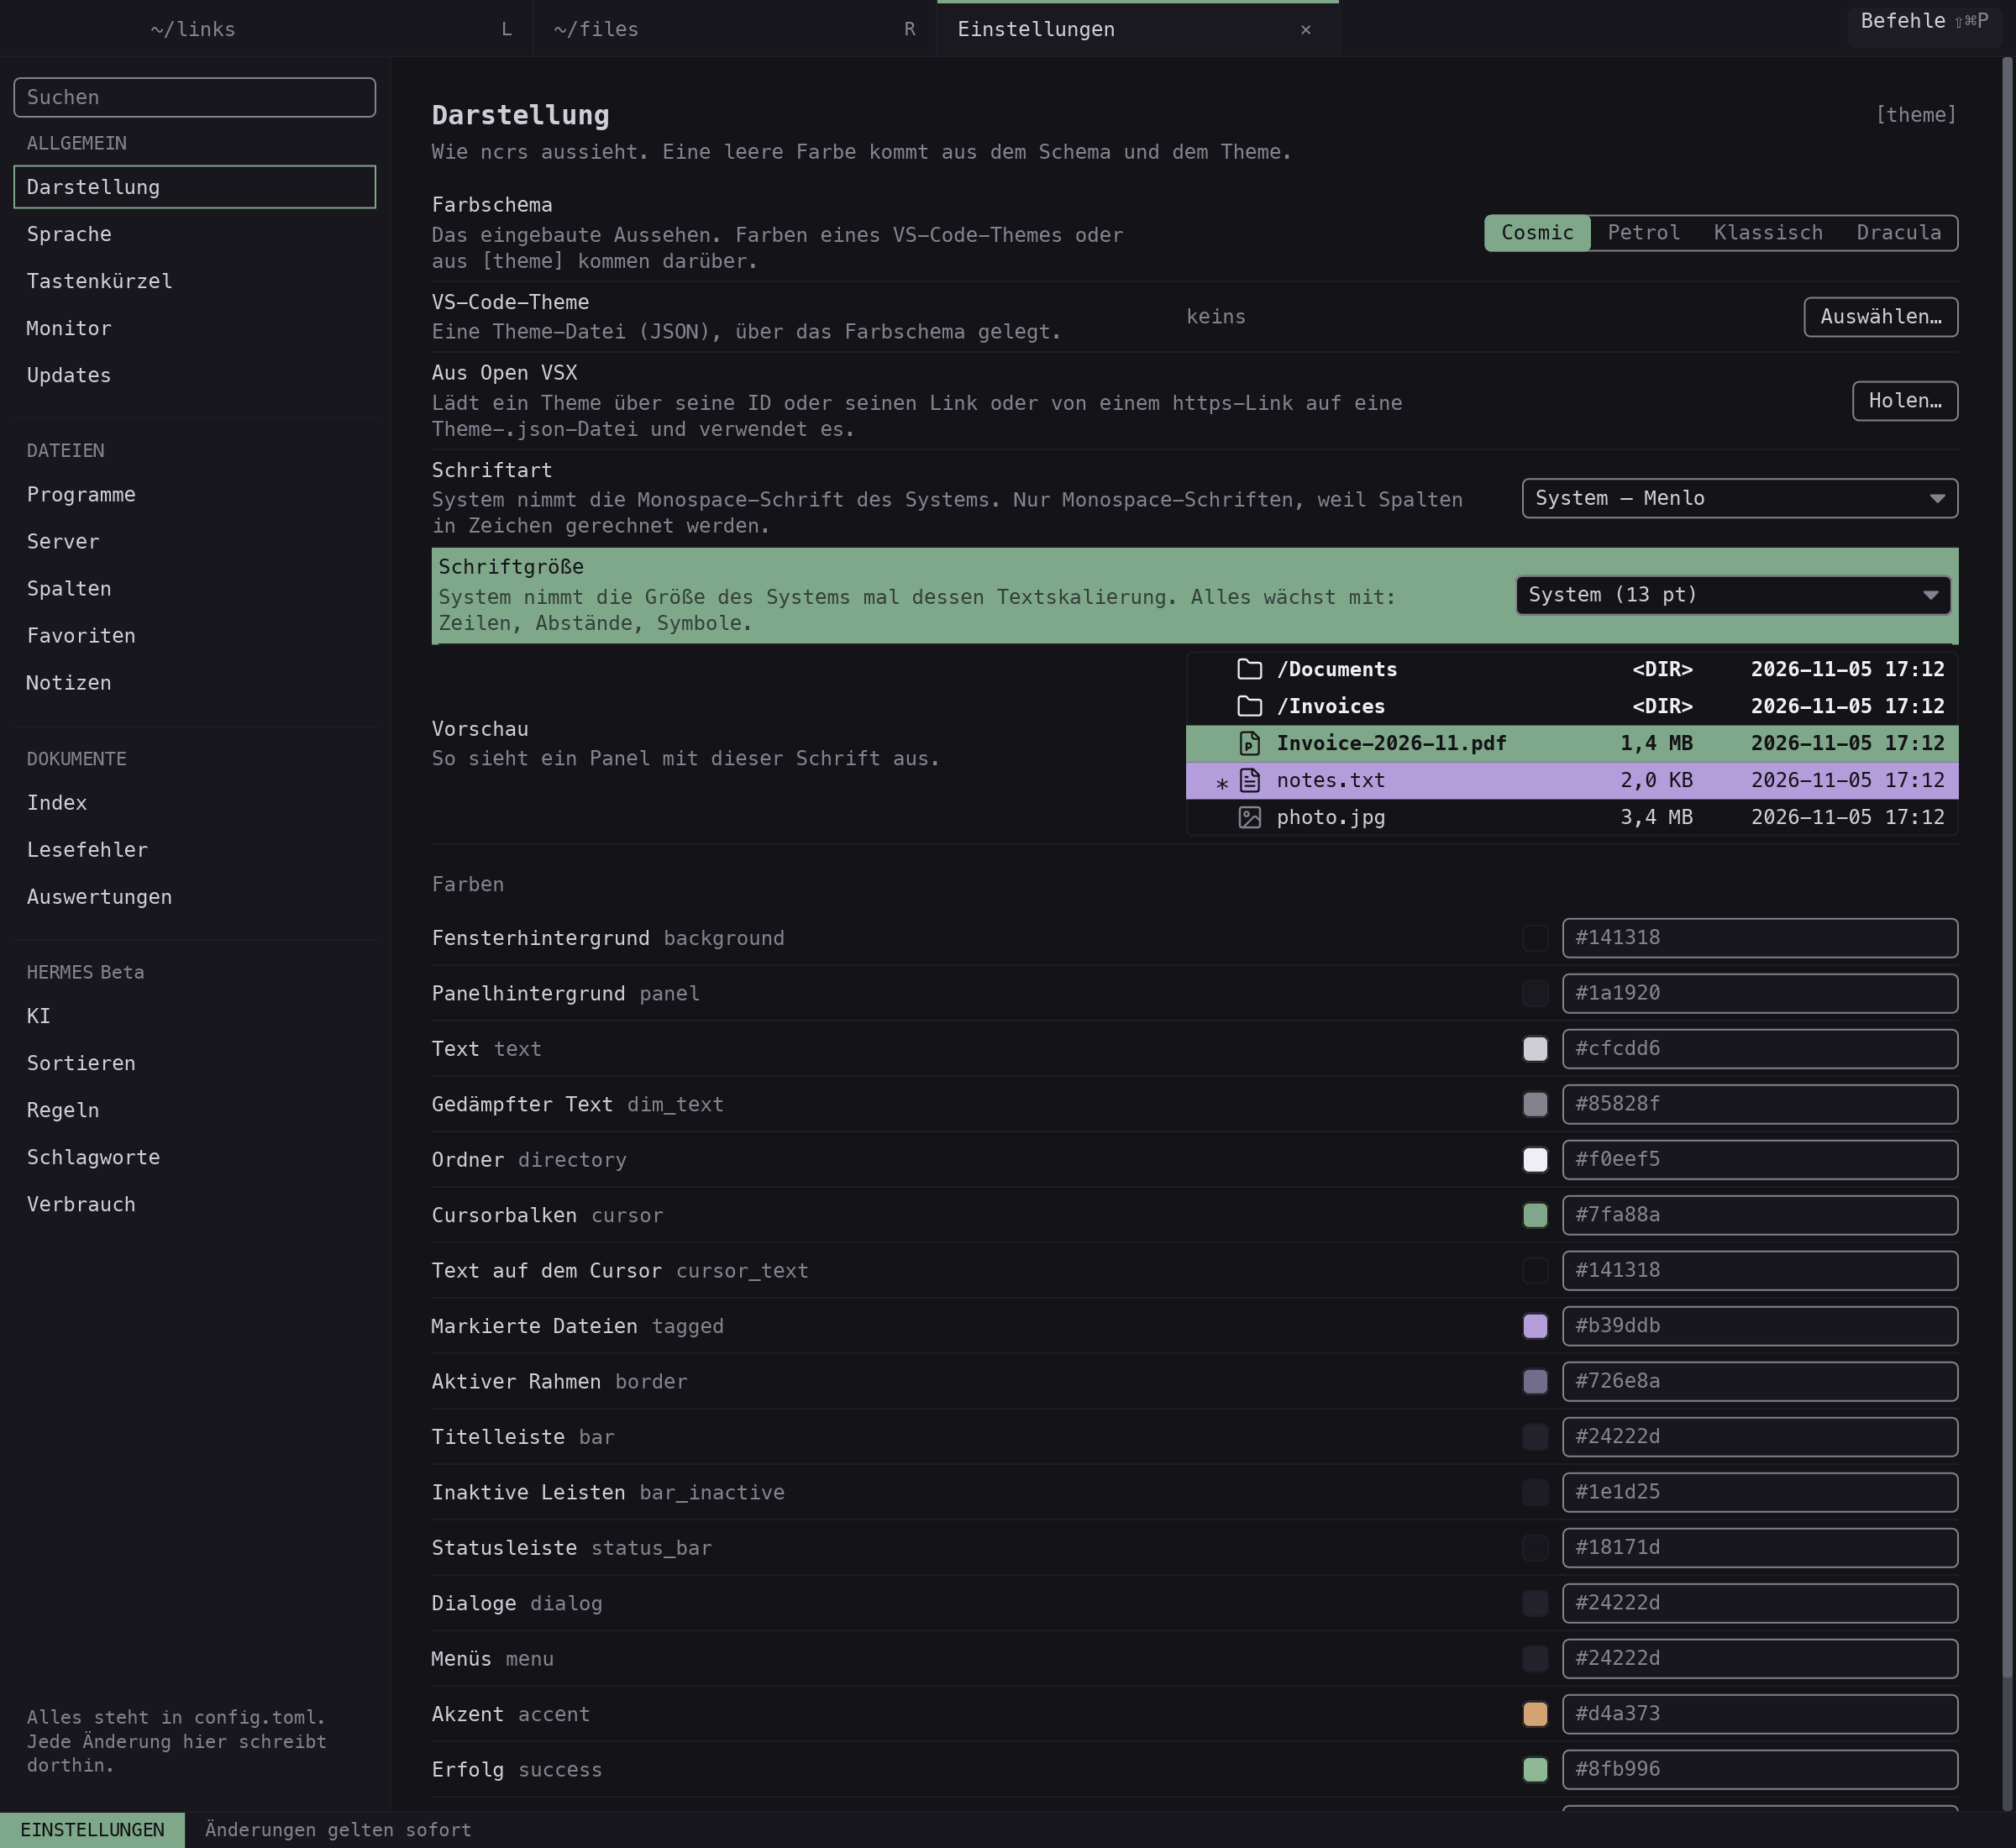 ~/links L ~/files R Einstellungen × Befehle ⇧⌘P
Suchen
ALLGEMEIN
Darstellung
Sprache
Tastenkürzel
Monitor
Updates
DATEIEN
Programme
Server
Spalten
Favoriten
Notizen
DOKUMENTE
Index
Lesefehler
Auswertungen
HERMES Beta
KI
Sortieren
Regeln
Schlagworte
Verbrauch
Alles steht in config.toml.
Jede Änderung hier schreibt
dorthin.
Darstellung [theme]
Wie ncrs aussieht. Eine leere Farbe kommt aus dem Schema und dem Theme.
Farbschema
Das eingebaute Aussehen. Farben eines VS-Code-Themes oder
aus [theme] kommen darüber.
Cosmic Petrol Klassisch Dracula
VS-Code-Theme
Eine Theme-Datei (JSON), über das Farbschema gelegt.
keins Auswählen…
Aus Open VSX
Lädt ein Theme über seine ID oder seinen Link oder von einem https-Link auf eine
Theme-.json-Datei und verwendet es.
Holen…
Schriftart
System nimmt die Monospace-Schrift des Systems. Nur Monospace-Schriften, weil Spalten
in Zeichen gerechnet werden.
System – Menlo
Schriftgröße
System nimmt die Größe des Systems mal dessen Textskalierung. Alles wächst mit:
Zeilen, Abstände, Symbole.
System (13 pt)
Vorschau
So sieht ein Panel mit dieser Schrift aus.
/Documents <DIR> 2026-11-05 17:12
/Invoices <DIR> 2026-11-05 17:12
Invoice-2026-11.pdf 1,4 MB 2026-11-05 17:12
* notes.txt 2,0 KB 2026-11-05 17:12
photo.jpg 3,4 MB 2026-11-05 17:12
Farben
Fensterhintergrund background #141318
Panelhintergrund panel #1a1920
Text text #cfcdd6
Gedämpfter Text dim_text #85828f
Ordner directory #f0eef5
Cursorbalken cursor #7fa88a
Text auf dem Cursor cursor_text #141318
Markierte Dateien tagged #b39ddb
Aktiver Rahmen border #726e8a
Titelleiste bar #24222d
Inaktive Leisten bar_inactive #1e1d25
Statusleiste status_bar #18171d
Dialoge dialog #24222d
Menüs menu #24222d
Akzent accent #d4a373
Erfolg success #8fb996
EINSTELLUNGEN Änderungen gelten sofort